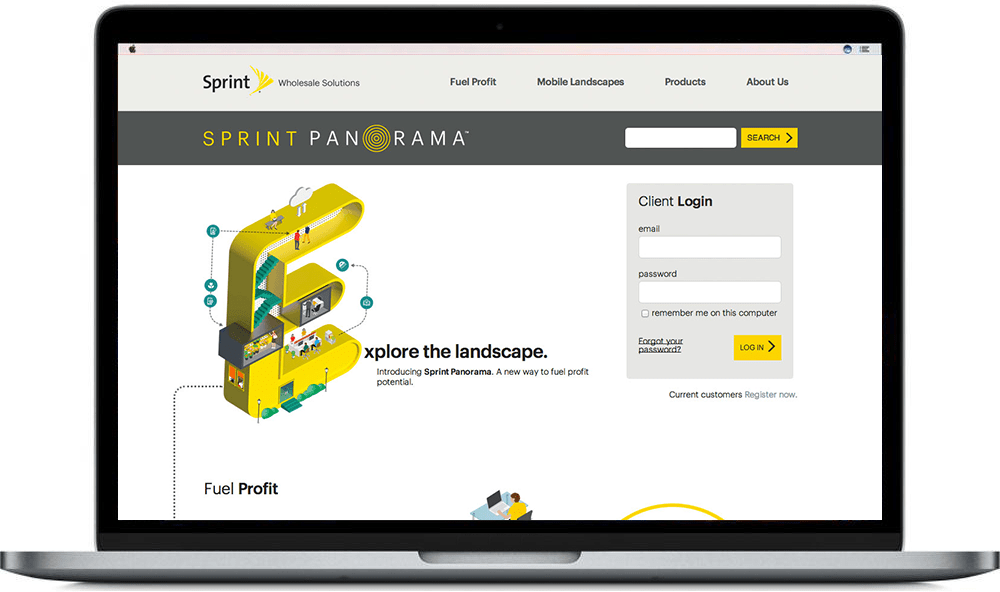 Sprint Wholesale Solutions
Fuel Profit
Mobile Landscapes
Products
About Us
SPRINT PANORAMA™
SEARCH
Client Login
email
password
remember me on this computer
Forgot your
password?
LOG IN
Current customers Register now.
Explore the landscape.
Introducing Sprint Panorama. A new way to fuel profit
potential.
Fuel Profit